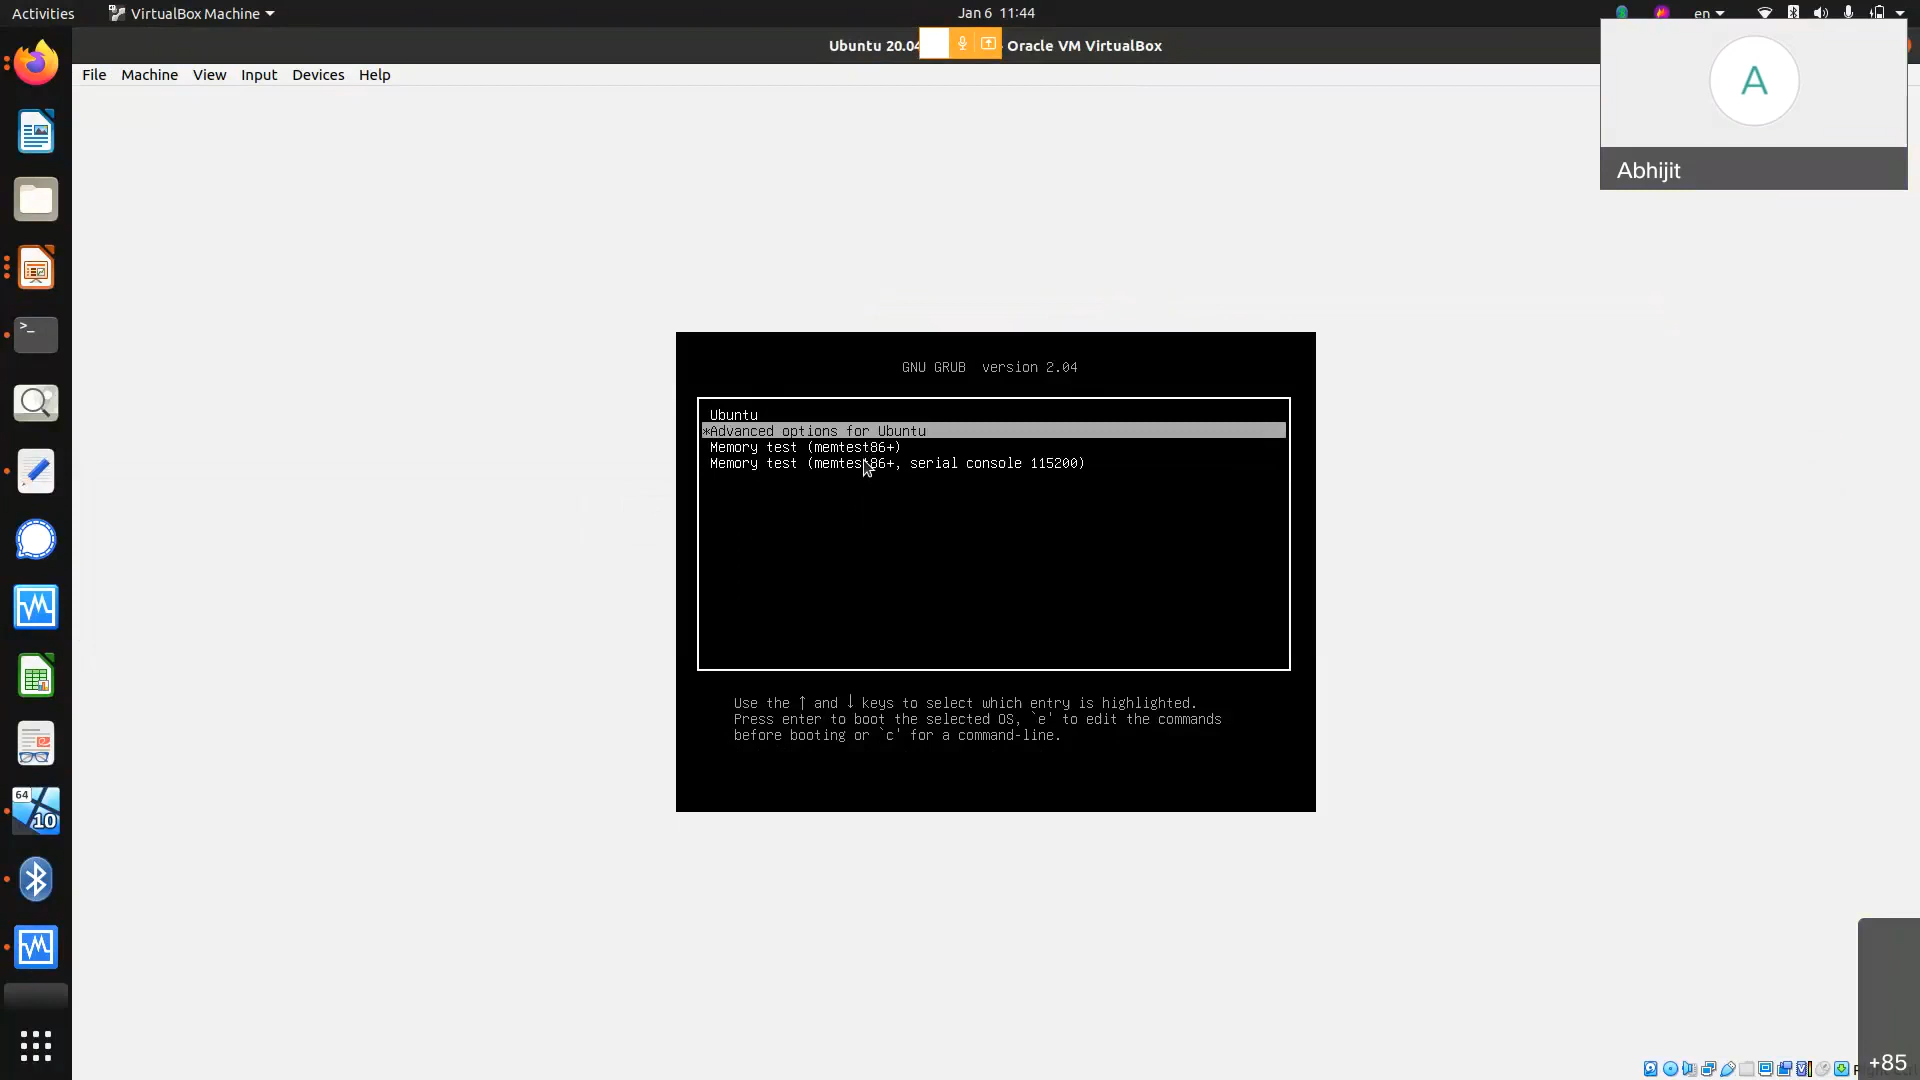 Activities
VirtualBox Machine
Jan 6 11:44
en
Ubuntu 20.04
Oracle VM VirtualBox
File Machine View Input Devices Help
A
Abhijit
GNU GRUB version 2.04
Ubuntu
*Advanced options for Ubuntu
Memory test (memtest86+)
Memory test (memtest86+, serial console 115200)
Use the ↑ and ↓ keys to select which entry is highlighted.
Press enter to boot the selected OS, `e' to edit the commands
before booting or `c' for a command-line.
>_
64
10
+85